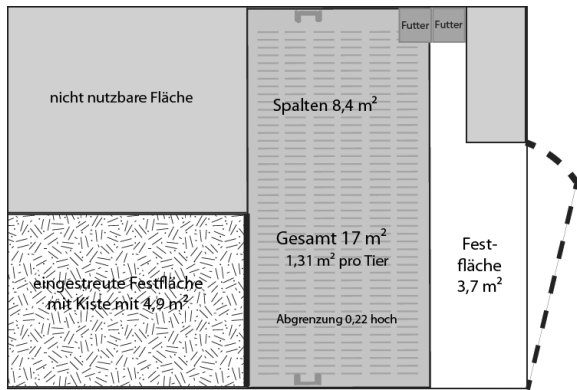 Futter Futter
nicht nutzbare Fläche
Spalten 8,4 m²
Gesamt 17 m²
1,31 m² pro Tier
Fest-
fläche
3,7 m²
eingestreute Festfläche
mit Kiste mit 4,9 m²
Abgrenzung 0,22 hoch